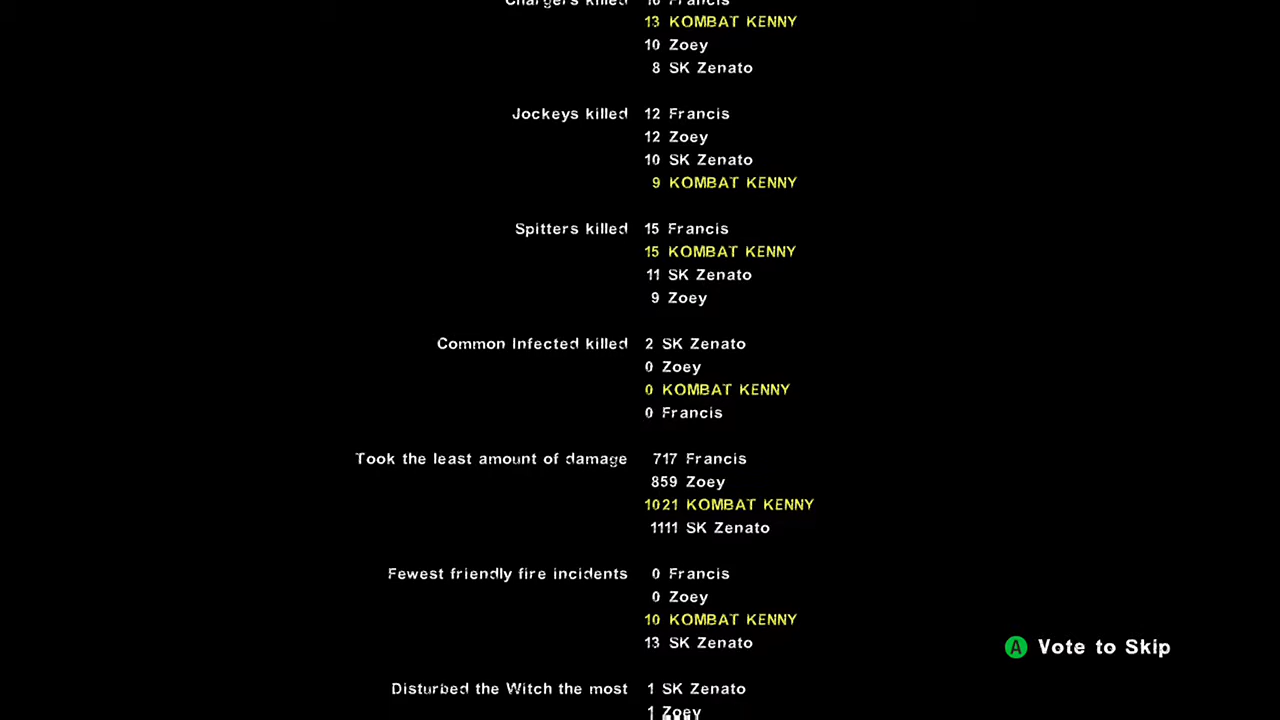 Chargers killed 16 Francis
13 KOMBAT KENNY
10 Zoey
8 SK Zenato
Jockeys killed 12 Francis
12 Zoey
10 SK Zenato
9 KOMBAT KENNY
Spitters killed 15 Francis
15 KOMBAT KENNY
11 SK Zenato
9 Zoey
Common Infected killed 2 SK Zenato
0 Zoey
0 KOMBAT KENNY
0 Francis
Took the least amount of damage 717 Francis
859 Zoey
1021 KOMBAT KENNY
1111 SK Zenato
Fewest friendly fire incidents 0 Francis
0 Zoey
10 KOMBAT KENNY
13 SK Zenato
A Vote to Skip
Disturbed the Witch the most 1 SK Zenato
1 Zoey